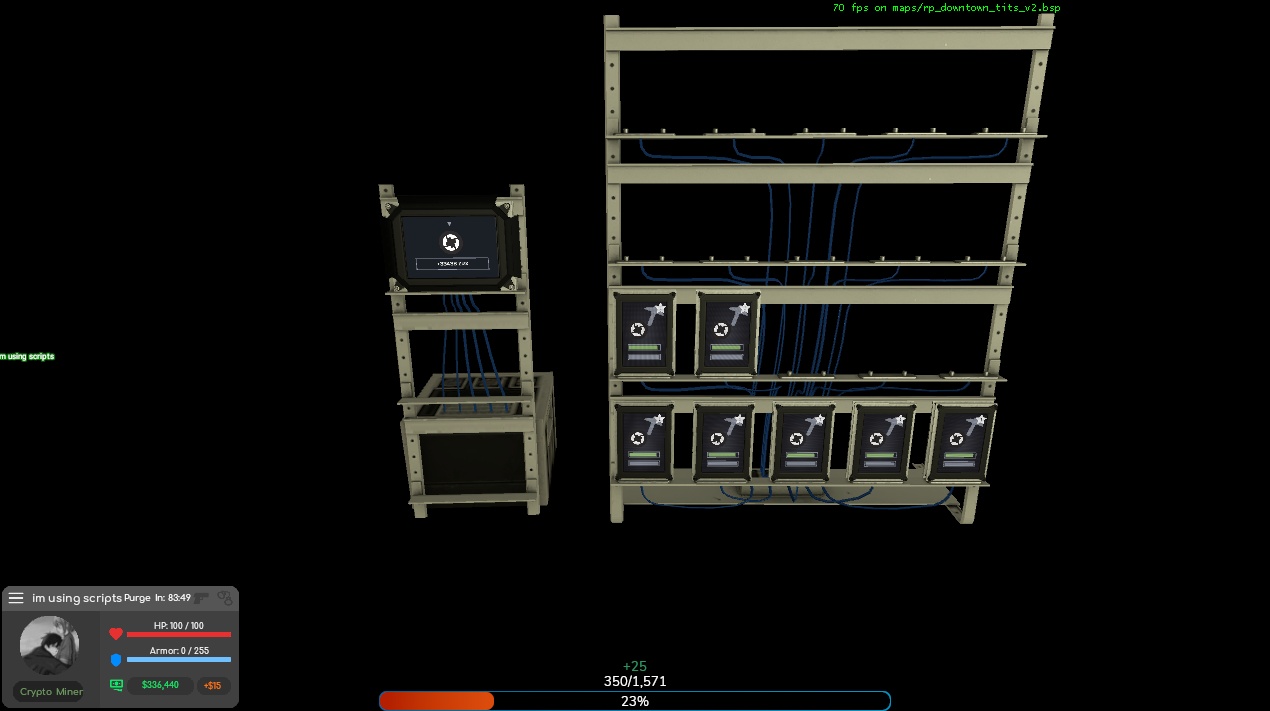 70 fps on maps/rp_downtown_tits_v2.bsp
m using scripts
im using scripts Purge In: 83:49
HP: 100 / 100
Armor: 0 / 255
Crypto Miner
$336,440
+$15
+25
350/1,571
23%